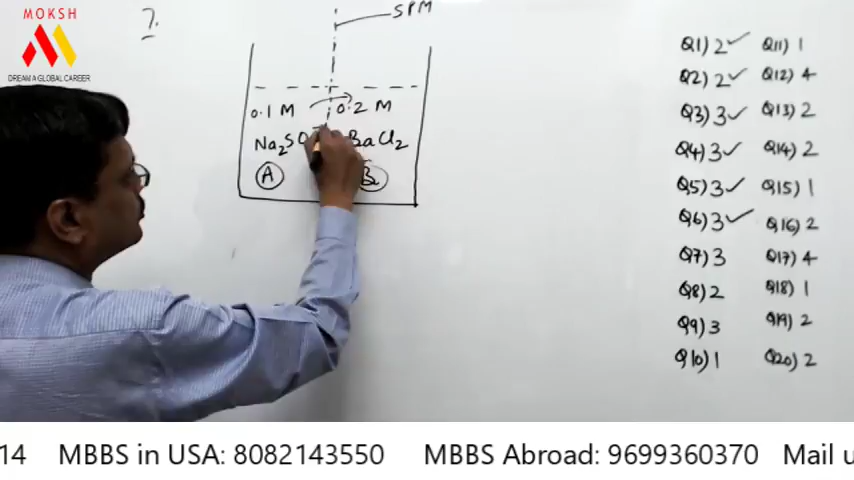 MOKSH
DREAM A GLOBAL CAREER
7.
SPM
0.1 M
0.2 M
BaCl2
A
B
Q1) 2 ✓
Q2) 2 ✓
Q3) 3 ✓
Q4) 3 ✓
Q5) 3 ✓
Q6) 3 ✓
Q7) 3
Q8) 2
Q9) 3
Q10) 1
Q11) 1
Q12) 4
Q13) 2
Q14) 2
Q15) 1
Q16) 2
Q17) 4
Q18) 1
Q19) 2
Q20) 2
14 MBBS in USA: 8082143550 MBBS Abroad: 9699360370 Mail u